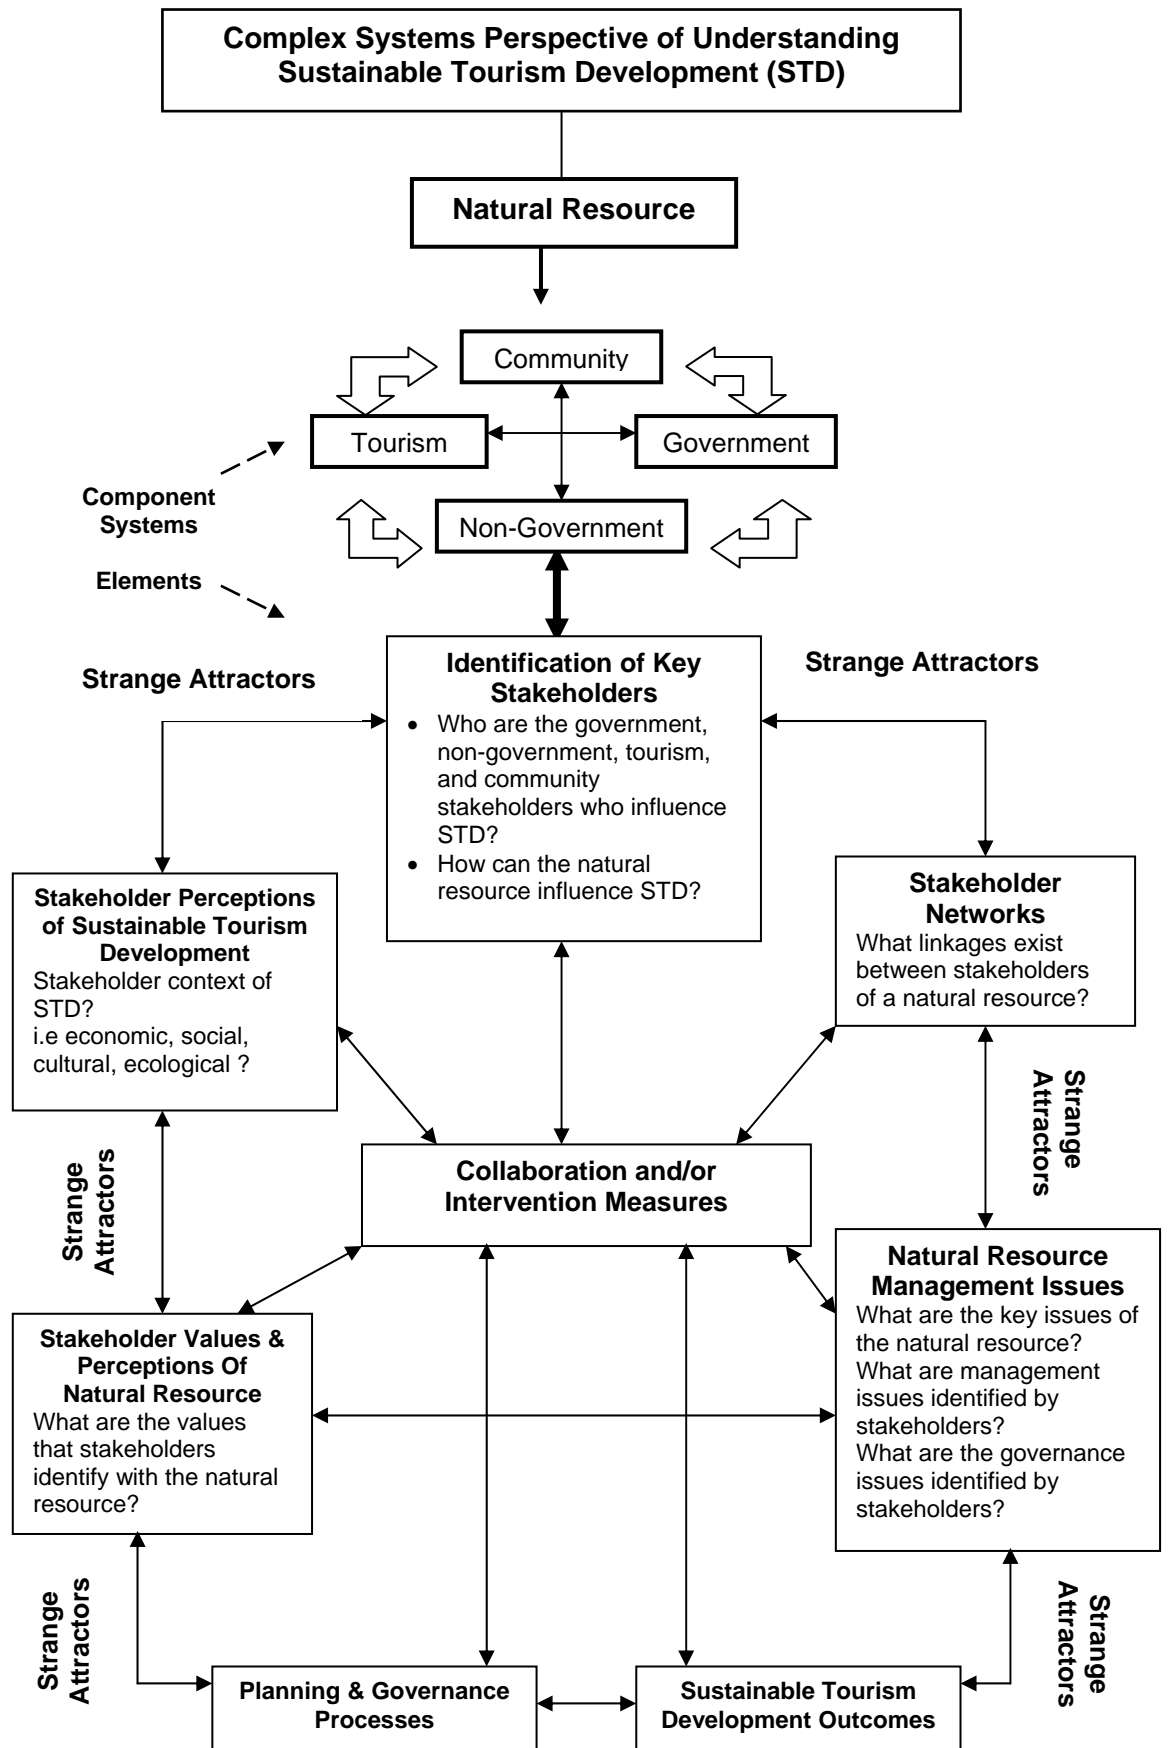 Complex Systems Perspective of Understanding
Sustainable Tourism Development (STD)
Natural Resource
Community
Tourism
Government
Component
Systems
Non-Government
Elements
Strange Attractors
Identification of Key
Stakeholders
• Who are the government,
non-government, tourism,
and community
stakeholders who influence
STD?
• How can the natural
resource influence STD?
Strange Attractors
Stakeholder Perceptions
of Sustainable Tourism
Development
Stakeholder context of
STD?
i.e economic, social,
cultural, ecological ?
Stakeholder
Networks
What linkages exist
between stakeholders
of a natural resource?
Strange
Attractors
Strange
Attractors
Collaboration and/or
Intervention Measures
Stakeholder Values &
Perceptions Of
Natural Resource
What are the values
that stakeholders
identify with the natural
resource?
Natural Resource
Management Issues
What are the key issues of
the natural resource?
What are management
issues identified by
stakeholders?
What are the governance
issues identified by
stakeholders?
Strange
Attractors
Strange
Attractors
Planning & Governance
Processes
Sustainable Tourism
Development Outcomes